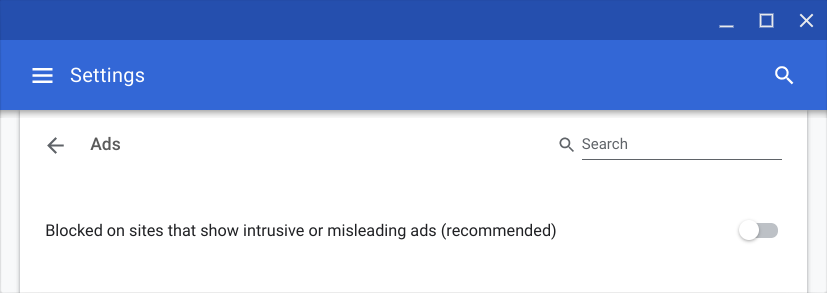 Settings
Ads
Search
Blocked on sites that show intrusive or misleading ads (recommended)